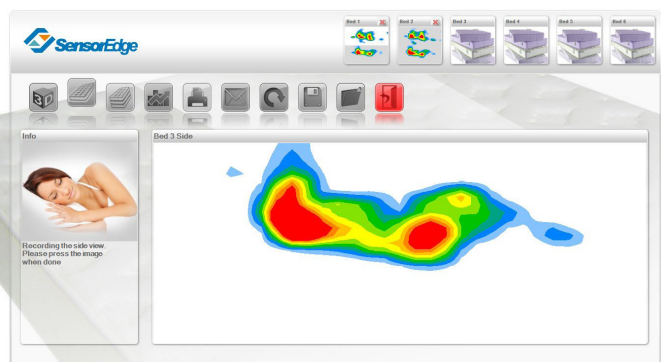 SensorEdge
Bed 1
Bed 2
Bed 3
Bed 4
Bed 5
Bed 6
3D
Info
Bed 3 Side
Recording the side view.
Please press the image
when done